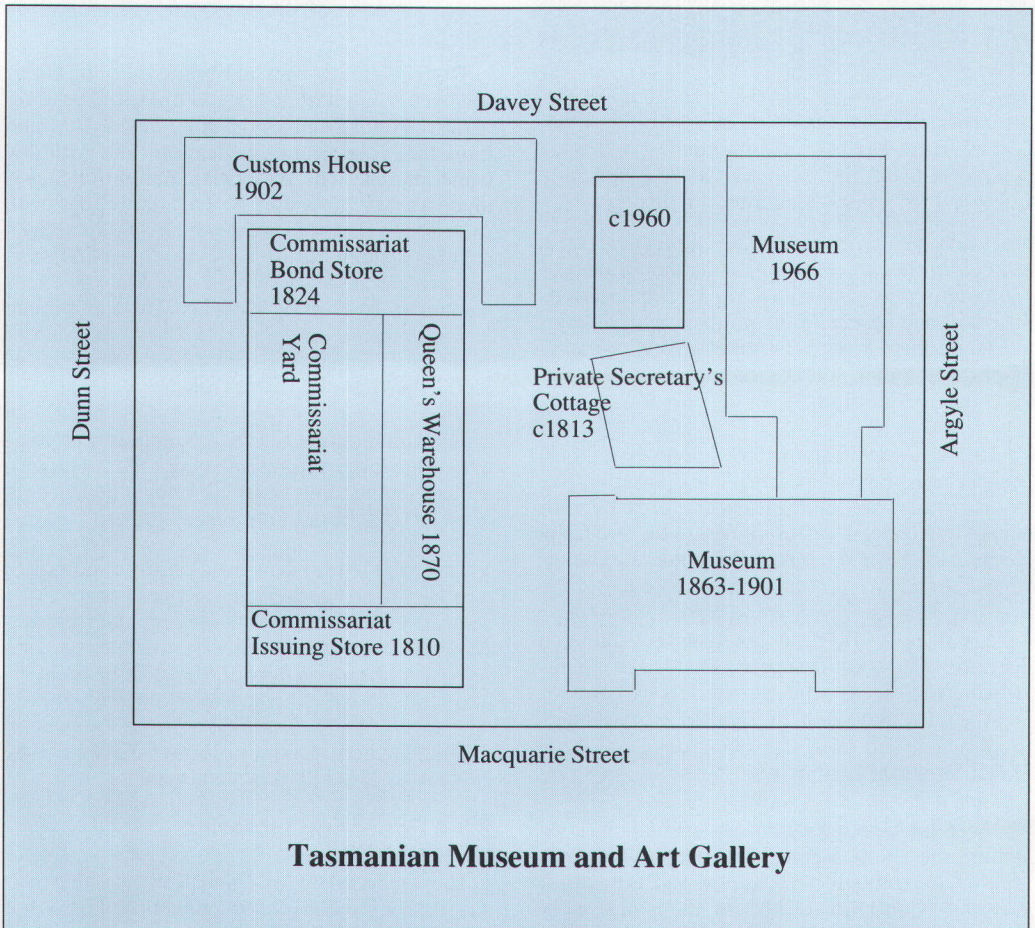 Davey Street
Customs House
1902
c1960
Museum
1966
Commissariat
Bond Store
1824
Dunn Street
Commissariat
Yard
Queen's Warehouse 1870
Private Secretary's
Cottage
c1813
Argyle Street
Museum
1863-1901
Commissariat
Issuing Store 1810
Macquarie Street
Tasmanian Museum and Art Gallery